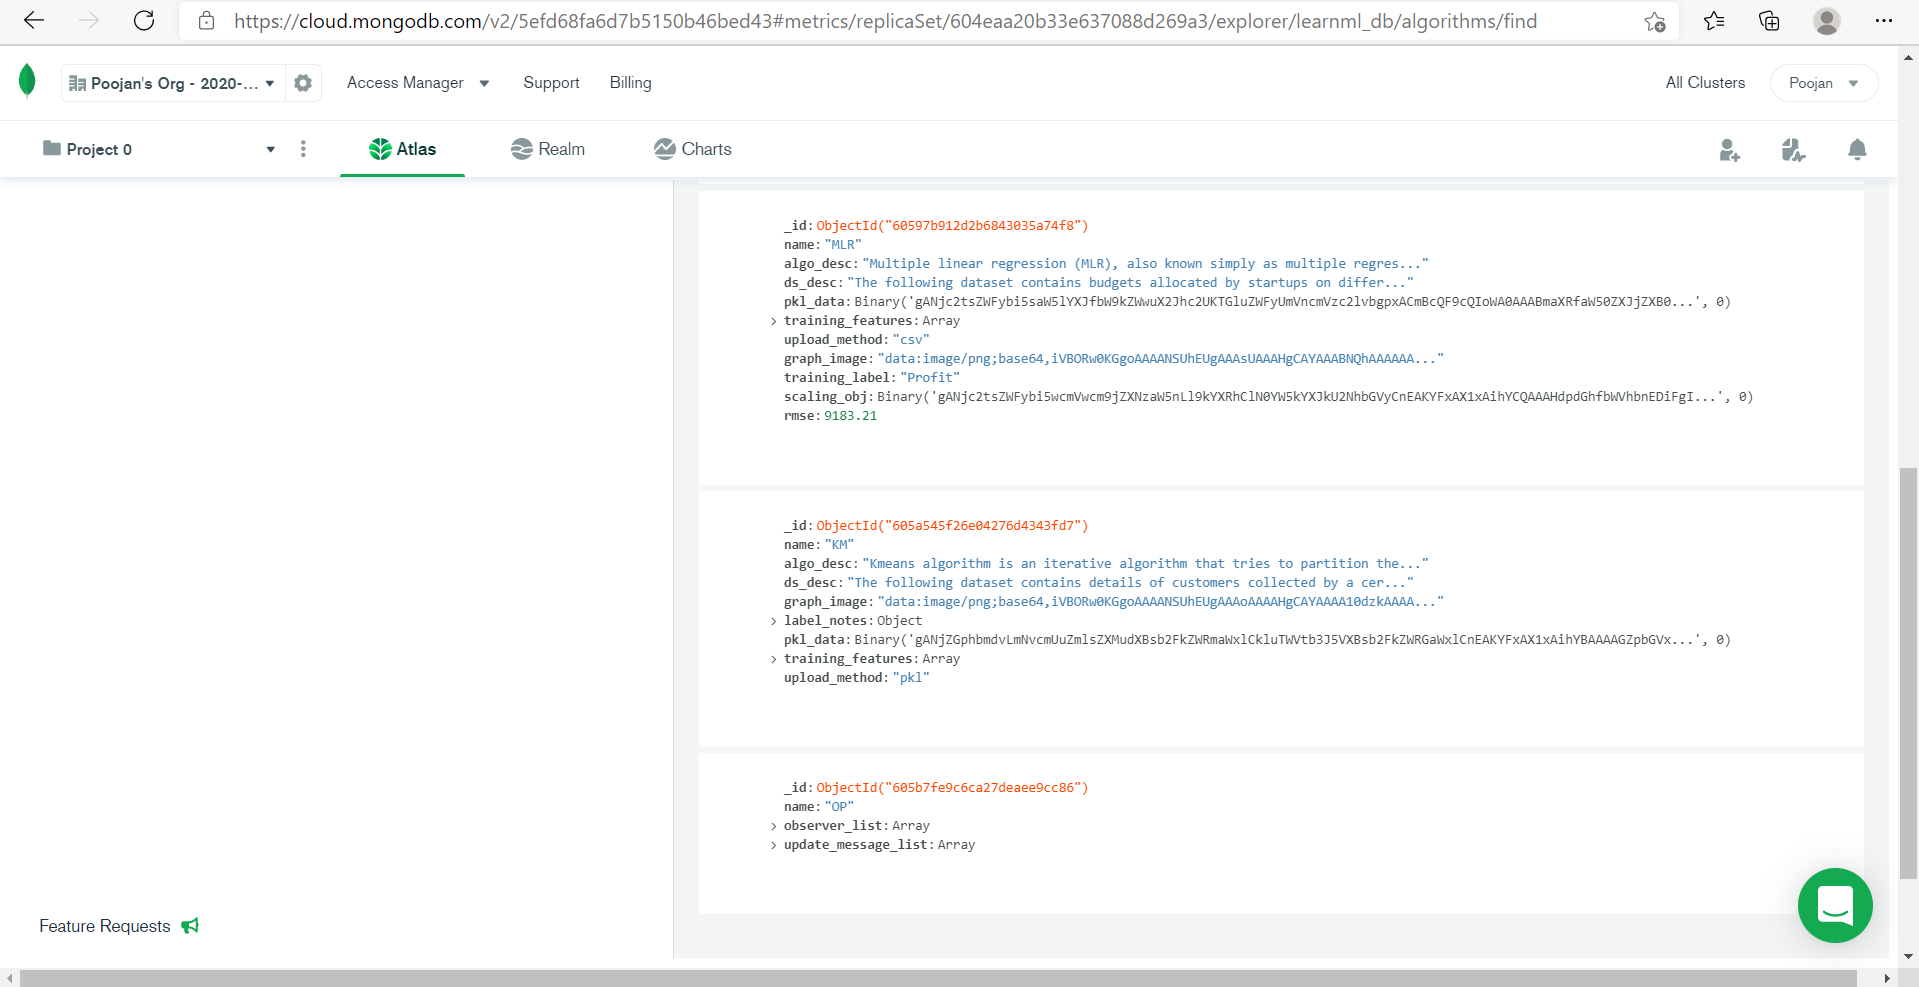 https://cloud.mongodb.com/v2/5efd68fa6d7b5150b46bed43#metrics/replicaSet/604eaa20b33e637088d269a3/explorer/learnml_db/algorithms/find
Poojan's Org - 2020-... Access Manager Support Billing All Clusters Poojan
Project 0 Atlas Realm Charts
_id: ObjectId("60597b912d2b6843035a74f8")
name: "MLR"
algo_desc: "Multiple linear regression (MLR), also known simply as multiple regres..."
ds_desc: "The following dataset contains budgets allocated by startups on differ..."
pkl_data: Binary('gANjc2tsZWFybi5saW5lYXJfbW9kZWwuX2Jhc2UKTGluZWFyUmVncmVzc2lvbgpxACmBcQF9cQIoWA0AAABmaXRfaW50ZXJjZXB0...', 0)
> training_features: Array
upload_method: "csv"
graph_image: "data:image/png;base64,iVBORw0KGgoAAAANSUhEUgAAAsUAAAHgCAYAAABNQhAAAAAA..."
training_label: "Profit"
scaling_obj: Binary('gANjc2tsZWFybi5wcmVwcm9jZXNzaW5nLl9kYXRhClN0YW5kYXJkU2NhbGVyCnEAKYFxAX1xAihYCQAAAHdpdGhfbWVhbnEDiFgI...', 0)
rmse: 9183.21
_id: ObjectId("605a545f26e04276d4343fd7")
name: "KM"
algo_desc: "Kmeans algorithm is an iterative algorithm that tries to partition the..."
ds_desc: "The following dataset contains details of customers collected by a cer..."
graph_image: "data:image/png;base64,iVBORw0KGgoAAAANSUhEUgAAAoAAAAHgCAYAAAA10dzkAAAA..."
> label_notes: Object
pkl_data: Binary('gANjZGphbmdvLmNvcmUuZmlsZXMudXBsb2FkZWRmaWxlCkluTWVtb3J5VXBsb2FkZWRGaWxlCnEAKYFxAX1xAihYBAAAAGZpbGVx...', 0)
> training_features: Array
upload_method: "pkl"
_id: ObjectId("605b7fe9c6ca27deaee9cc86")
name: "OP"
> observer_list: Array
> update_message_list: Array
Feature Requests